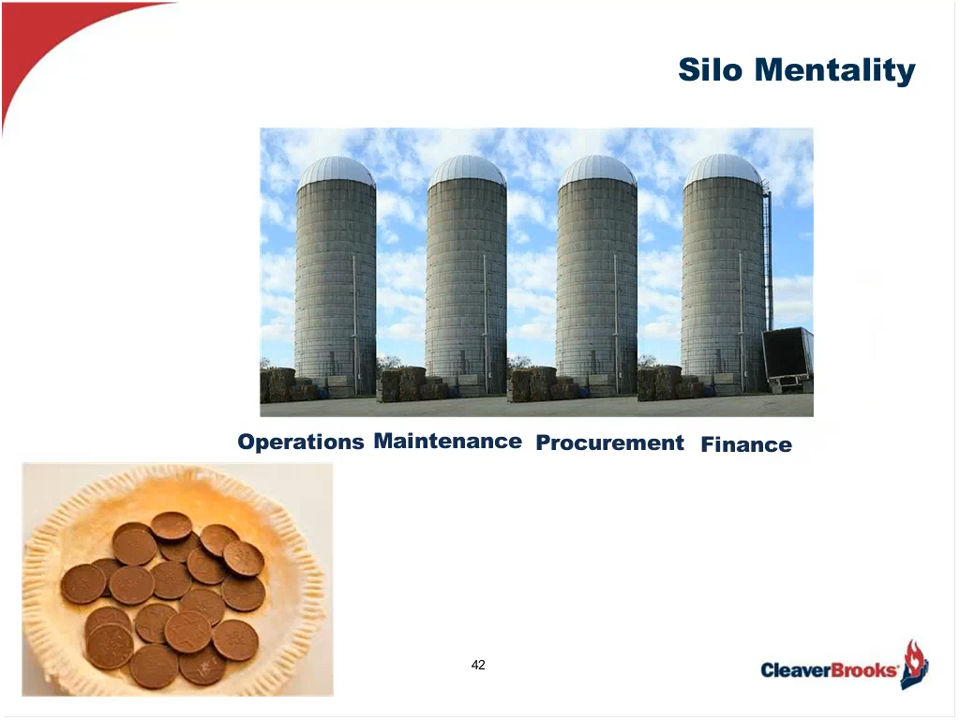 Silo Mentality
Operations Maintenance Procurement Finance
42
CleaverBrooks